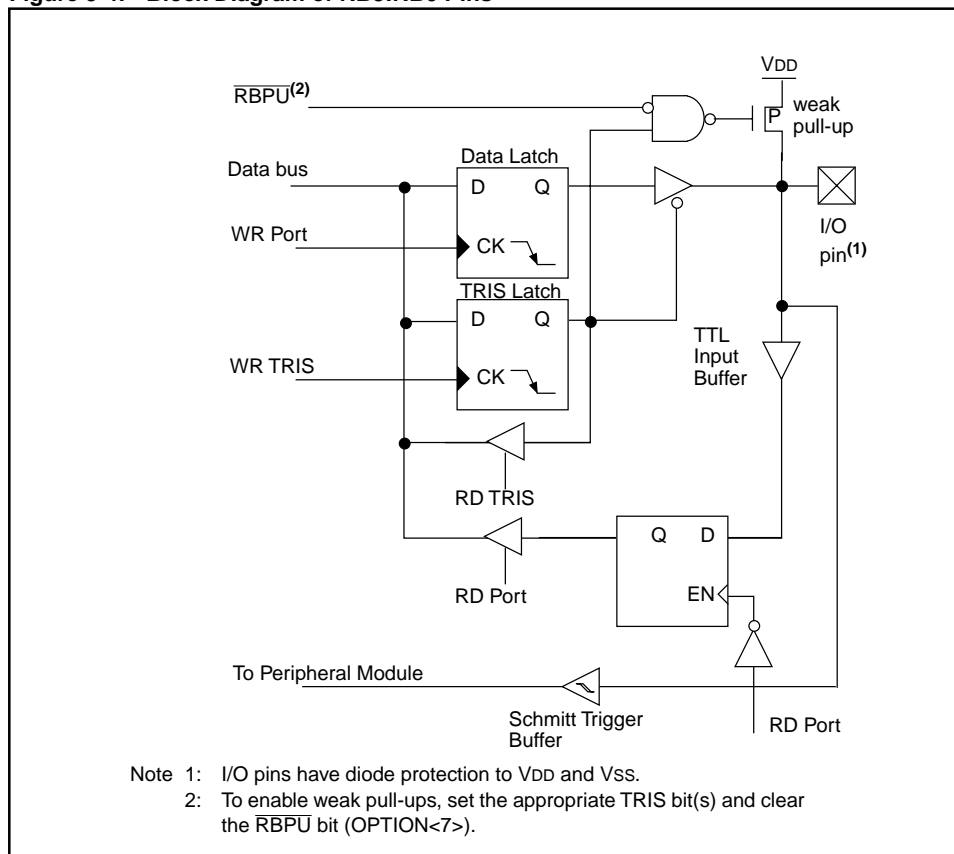 VDD
RBPU(2)
P
weak
pull-up
Data Latch
Data bus
D Q
I/O
pin(1)
WR Port
CK
TRIS Latch
D Q
TTL
Input
Buffer
WR TRIS
CK
RD TRIS
Q D
RD Port
EN
To Peripheral Module
Schmitt Trigger
Buffer
RD Port
Note 1: I/O pins have diode protection to VDD and VSS.
2: To enable weak pull-ups, set the appropriate TRIS bit(s) and clear
the RBPU bit (OPTION<7>).